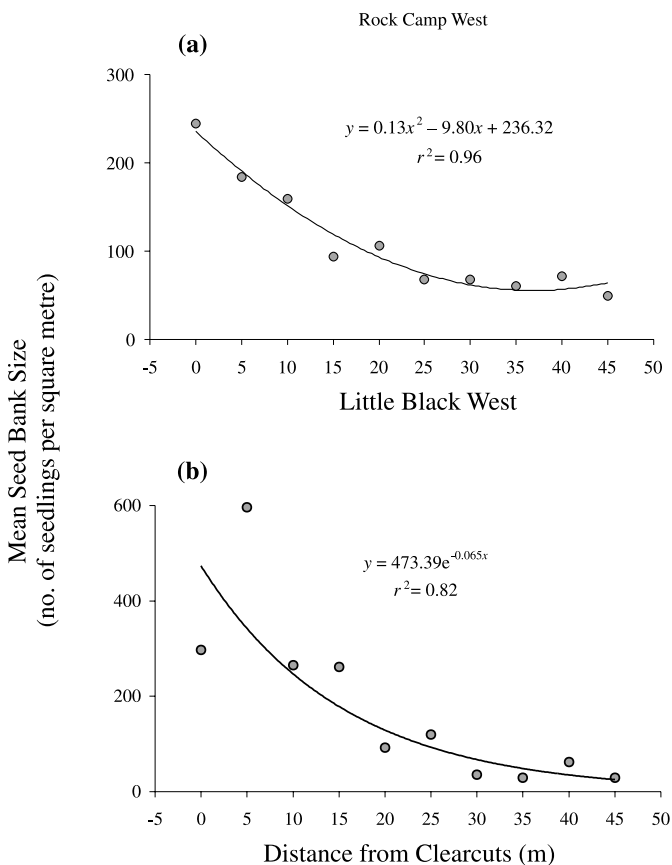 Rock Camp West
(a)
300
200
100
0
y = 0.13x² – 9.80x + 236.32
r² = 0.96
-5 0 5 10 15 20 25 30 35 40 45 50
Little Black West
Mean Seed Bank Size
(no. of seedlings per square metre)
(b)
600
400
200
0
y = 473.39e^-0.065x
r² = 0.82
-5 0 5 10 15 20 25 30 35 40 45 50
Distance from Clearcuts (m)